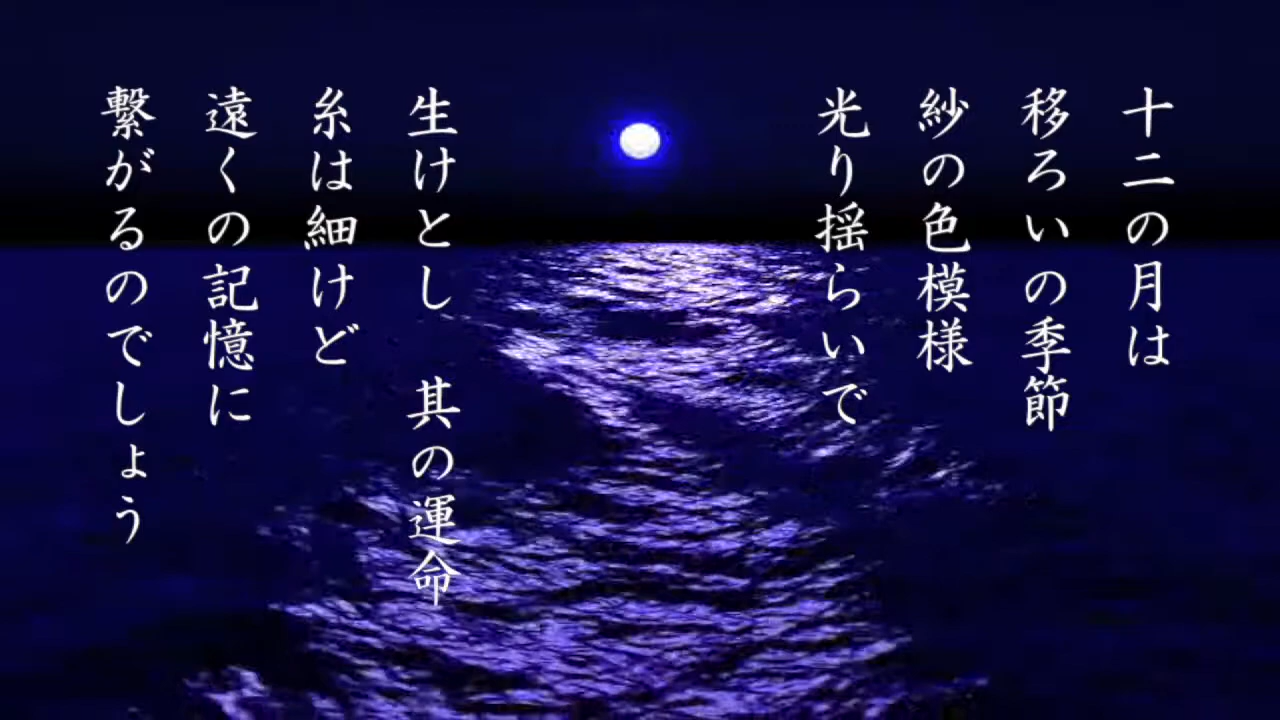 十二の月は
移ろいの季節
紗の色模様
光り揺らいで
生けとし　其の運命
糸は細けど
遠くの記憶に
繋がるのでしょう